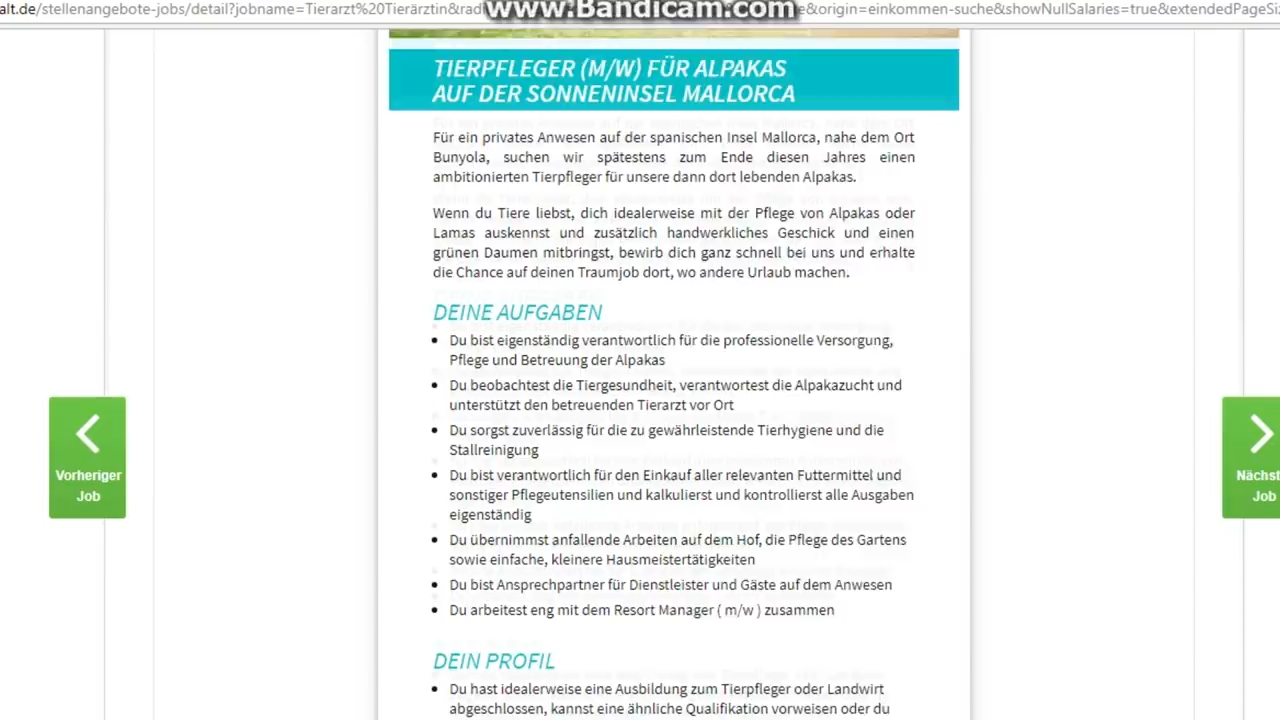 alt.de/stellenangebote-jobs/detail?jobname=Tierarzt%20Tierärztin&rad
www.Bandicam.com
e&origin=einkommen-suche&showNullSalaries=true&extendedPageSiz
TIERPFLEGER (M/W) FÜR ALPAKAS
AUF DER SONNENINSEL MALLORCA
Für ein privates Anwesen auf der spanischen Insel Mallorca, nahe dem Ort
Bunyola, suchen wir spätestens zum Ende diesen Jahres einen
ambitionierten Tierpfleger für unsere dann dort lebenden Alpakas.
Wenn du Tiere liebst, dich idealerweise mit der Pflege von Alpakas oder
Lamas auskennst und zusätzlich handwerkliches Geschick und einen
grünen Daumen mitbringst, bewirb dich ganz schnell bei uns und erhalte
die Chance auf deinen Traumjob dort, wo andere Urlaub machen.
DEINE AUFGABEN
• Du bist eigenständig verantwortlich für die professionelle Versorgung,
Pflege und Betreuung der Alpakas
• Du beobachtest die Tiergesundheit, verantwortest die Alpakazucht und
unterstützt den betreuenden Tierarzt vor Ort
• Du sorgst zuverlässig für die zu gewährleistende Tierhygiene und die
Stallreinigung
• Du bist verantwortlich für den Einkauf aller relevanten Futtermittel und
sonstiger Pflegeutensilien und kalkulierst und kontrollierst alle Ausgaben
eigenständig
• Du übernimmst anfallende Arbeiten auf dem Hof, die Pflege des Gartens
sowie einfache, kleinere Hausmeistertätigkeiten
• Du bist Ansprechpartner für Dienstleister und Gäste auf dem Anwesen
• Du arbeitest eng mit dem Resort Manager ( m/w ) zusammen
DEIN PROFIL
• Du hast idealerweise eine Ausbildung zum Tierpfleger oder Landwirt
abgeschlossen, kannst eine ähnliche Qualifikation vorweisen oder du
Vorheriger
Job
Nächst
Job